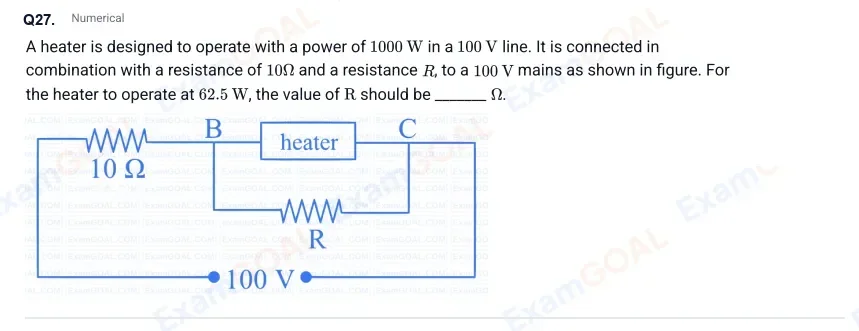 Q27. Numerical
A heater is designed to operate with a power of 1000 W in a 100 V line. It is connected in
combination with a resistance of 10Ω and a resistance R, to a 100 V mains as shown in figure. For
the heater to operate at 62.5 W, the value of R should be ______ Ω.
B
C
heater
10 Ω
R
100 V
ExamGOAL